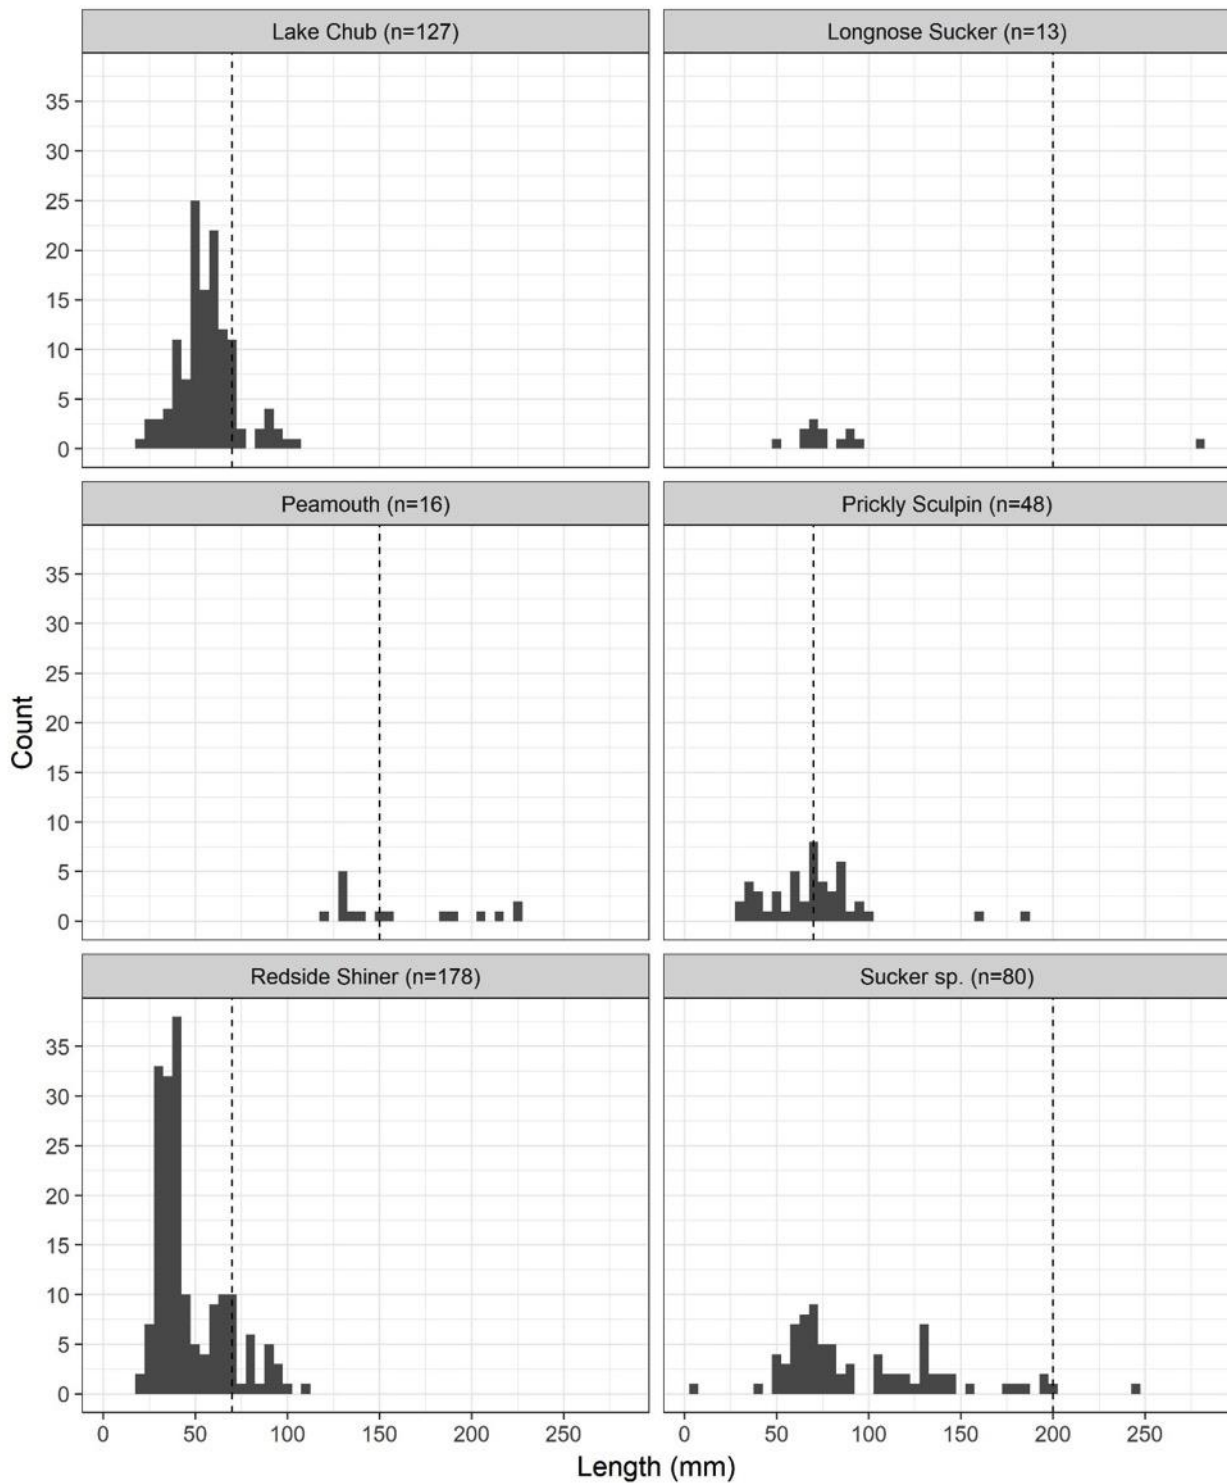 Lake Chub (n=127)
Longnose Sucker (n=13)
35
30
25
20
15
10
5
0
Peamouth (n=16)
Prickly Sculpin (n=48)
35
30
25
20
15
10
5
0
Count
Redside Shiner (n=178)
Sucker sp. (n=80)
35
30
25
20
15
10
5
0
0 50 100 150 200 250
0 50 100 150 200 250
Length (mm)